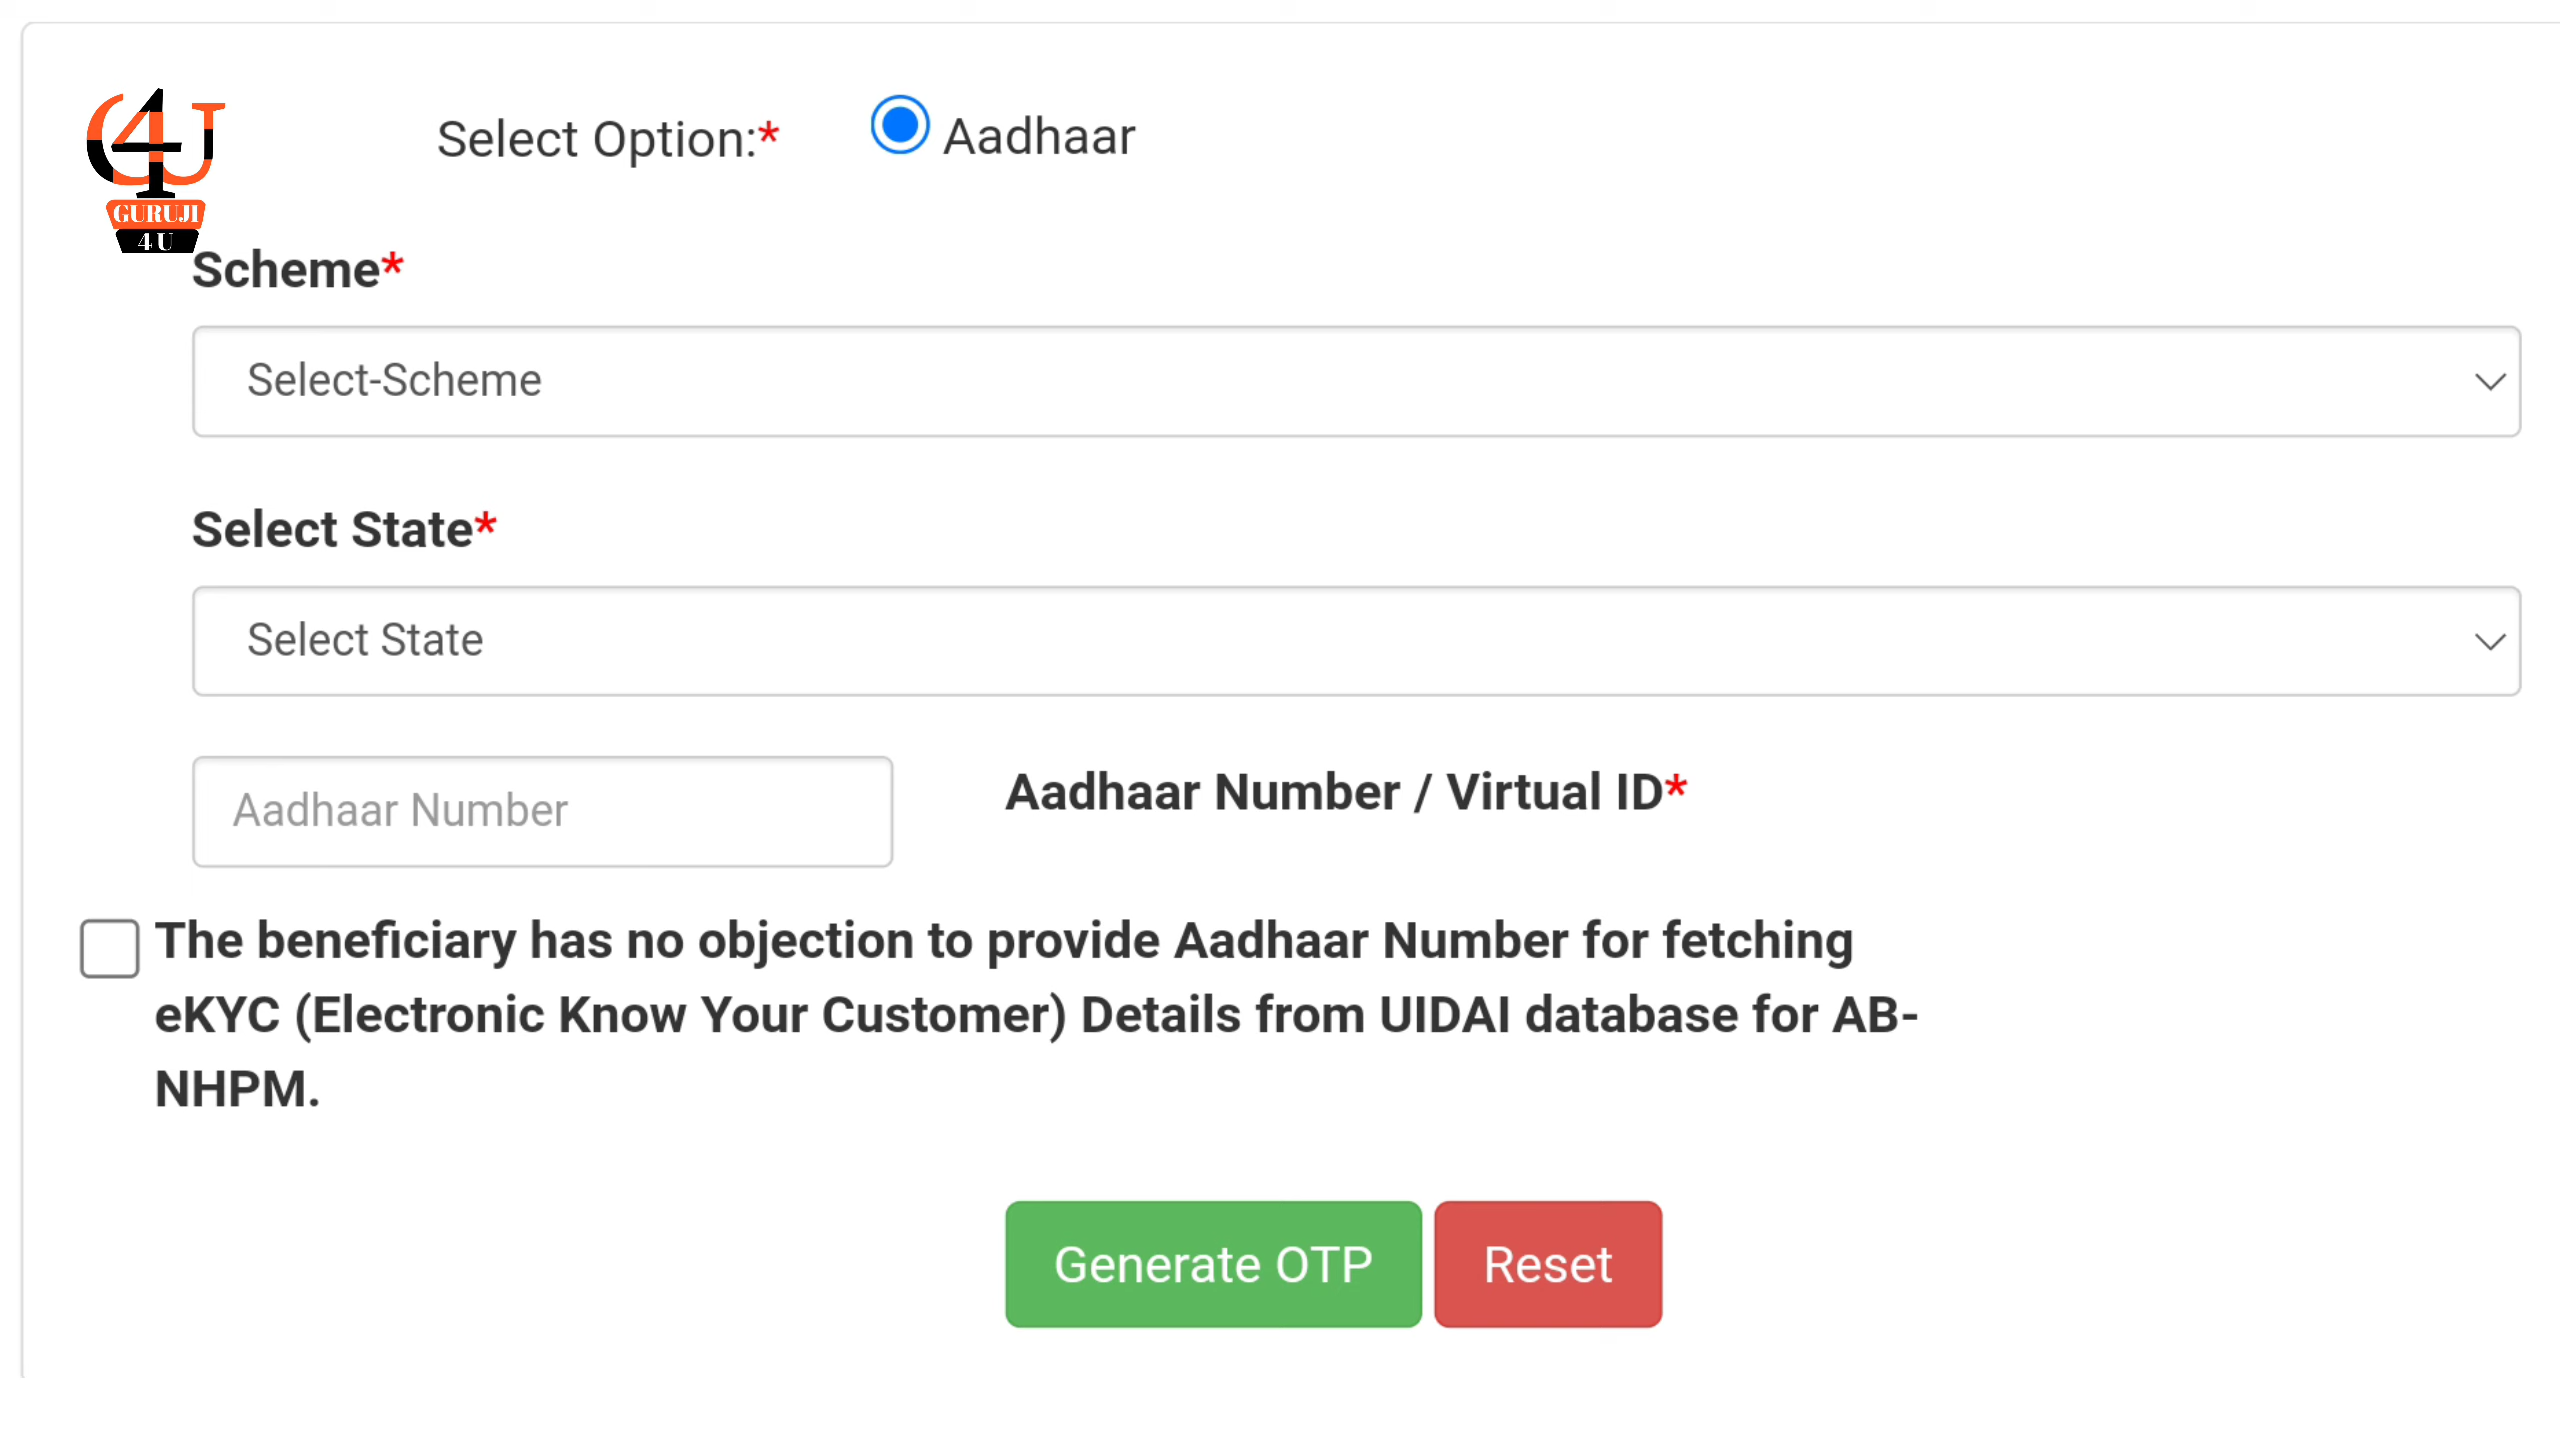 Select Option:* Aadhaar
GURUJI
4 U
Scheme*
Select-Scheme
Select State*
Select State
Aadhaar Number
Aadhaar Number / Virtual ID*
The beneficiary has no objection to provide Aadhaar Number for fetching
eKYC (Electronic Know Your Customer) Details from UIDAI database for AB-
NHPM.
Generate OTP Reset